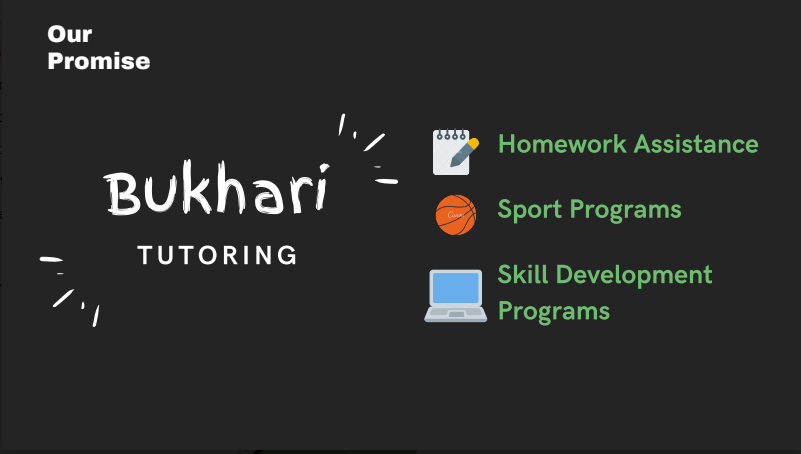 Our
Promise
Bukhari
TUTORING
Homework Assistance
Sport Programs
Skill Development
Programs